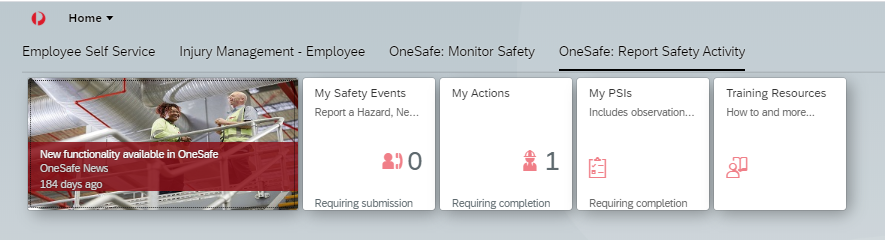 Home
Employee Self Service
Injury Management - Employee
OneSafe: Monitor Safety
OneSafe: Report Safety Activity
New functionality available in OneSafe
OneSafe News
184 days ago
My Safety Events
Report a Hazard, Ne...
0
Requiring submission
My Actions
1
Requiring completion
My PSIs
Includes observation...
Requiring completion
Training Resources
How to and more...